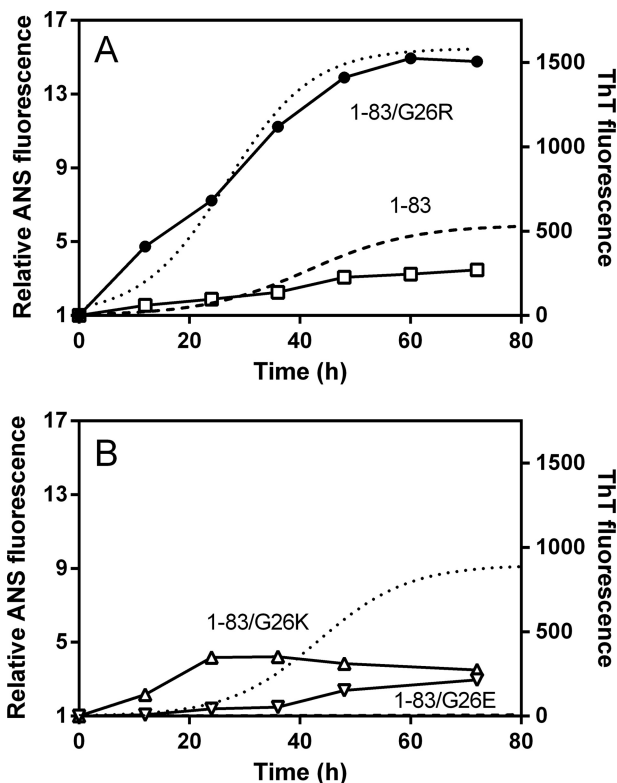 A
Relative ANS fluorescence
17
13
9
5
1
1500
1000
500
0
ThT fluorescence
1-83/G26R
1-83
0 20 40 60 80
Time (h)
B
Relative ANS fluorescence
17
13
9
5
1
1500
1000
500
0
ThT fluorescence
1-83/G26K
1-83/G26E
0 20 40 60 80
Time (h)